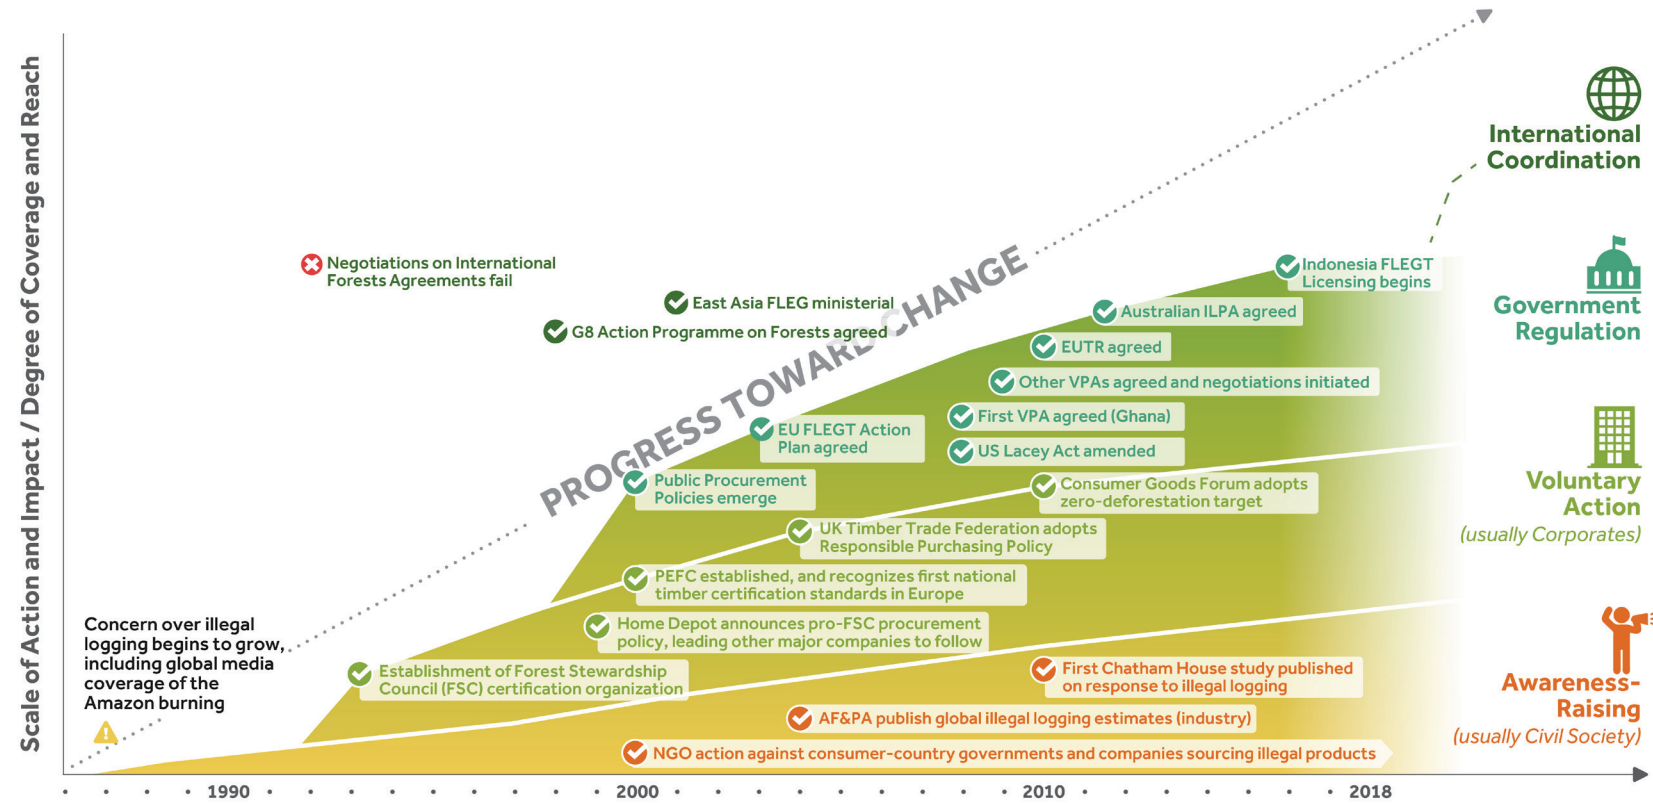 Scale of Action and Impact / Degree of Coverage and Reach
International
Coordination
Negotiations on International
Forests Agreements fail
East Asia FLEG ministerial
G8 Action Programme on Forests agreed
PROGRESS TOWARD CHANGE
Indonesia FLEGT
Licensing begins
Government
Regulation
Australian ILPA agreed
EUTR agreed
Other VPAs agreed and negotiations initiated
First VPA agreed (Ghana)
EU FLEGT Action
Plan agreed
US Lacey Act amended
Public Procurement
Policies emerge
Consumer Goods Forum adopts
zero-deforestation target
Voluntary
Action
(usually Corporates)
UK Timber Trade Federation adopts
Responsible Purchasing Policy
PEFC established, and recognizes first national
timber certification standards in Europe
Home Depot announces pro-FSC procurement
policy, leading other major companies to follow
Concern over illegal
logging begins to grow,
including global media
coverage of the
Amazon burning
Establishment of Forest Stewardship
Council (FSC) certification organization
First Chatham House study published
on response to illegal logging
Awareness-
Raising
(usually Civil Society)
AF&PA publish global illegal logging estimates (industry)
NGO action against consumer-country governments and companies sourcing illegal products
1990
2000
2010
2018